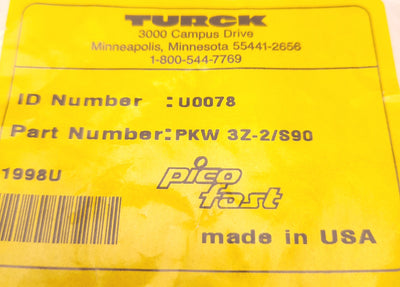 TURCK
3000 Campus Drive
Minneapolis, Minnesota 55441-2656
1-800-544-7769
ID Number : U0078
Part Number: PKW 3Z-2/S90
1998U
pico
fast
made in USA